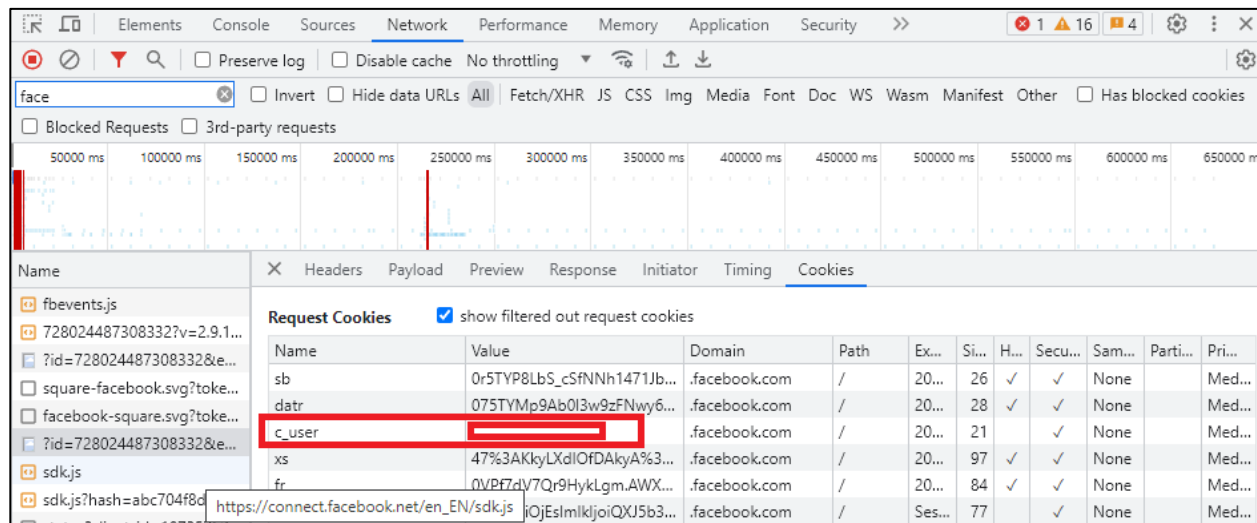 Elements Console Sources Network Performance Memory Application Security >> 1 16 4
Preserve log Disable cache No throttling
face Invert Hide data URLs All Fetch/XHR JS CSS Img Media Font Doc WS Wasm Manifest Other Has blocked cookies
Blocked Requests 3rd-party requests
50000 ms 100000 ms 150000 ms 200000 ms 250000 ms 300000 ms 350000 ms 400000 ms 450000 ms 500000 ms 550000 ms 600000 ms 650000 m
Name Headers Payload Preview Response Initiator Timing Cookies
fbevents.js
Request Cookies show filtered out request cookies
728024487308332?v=2.9.1...
Name Value Domain Path Ex... Si... H... Secu... Sam... Parti... Pri...
?id=728024487308332&e...
sb 0r5TYP8LbS_cSfNNh1471Jb... .facebook.com / 20... 26 ✓ ✓ None Med...
square-facebook.svg?toke...
datr 075TYMp9Ab0I3w9zFNwy6... .facebook.com / 20... 28 ✓ ✓ None Med...
facebook-square.svg?toke...
c_user .facebook.com / 20... 21 ✓ None Med...
?id=728024487308332&e...
xs 47%3AKkyLXdIOfDAkyA%3... .facebook.com / 20... 97 ✓ ✓ None Med...
sdk.js
fr 0VPf7dV7Qr9HykLgm.AWX... .facebook.com / 20... 84 ✓ ✓ None Med...
sdk.js?hash=abc704f8d
https://connect.facebook.net/en_EN/sdk.js
iOjEsImlkIjoiQXJ5b3... .facebook.com / Ses... 77 ✓ None Med...